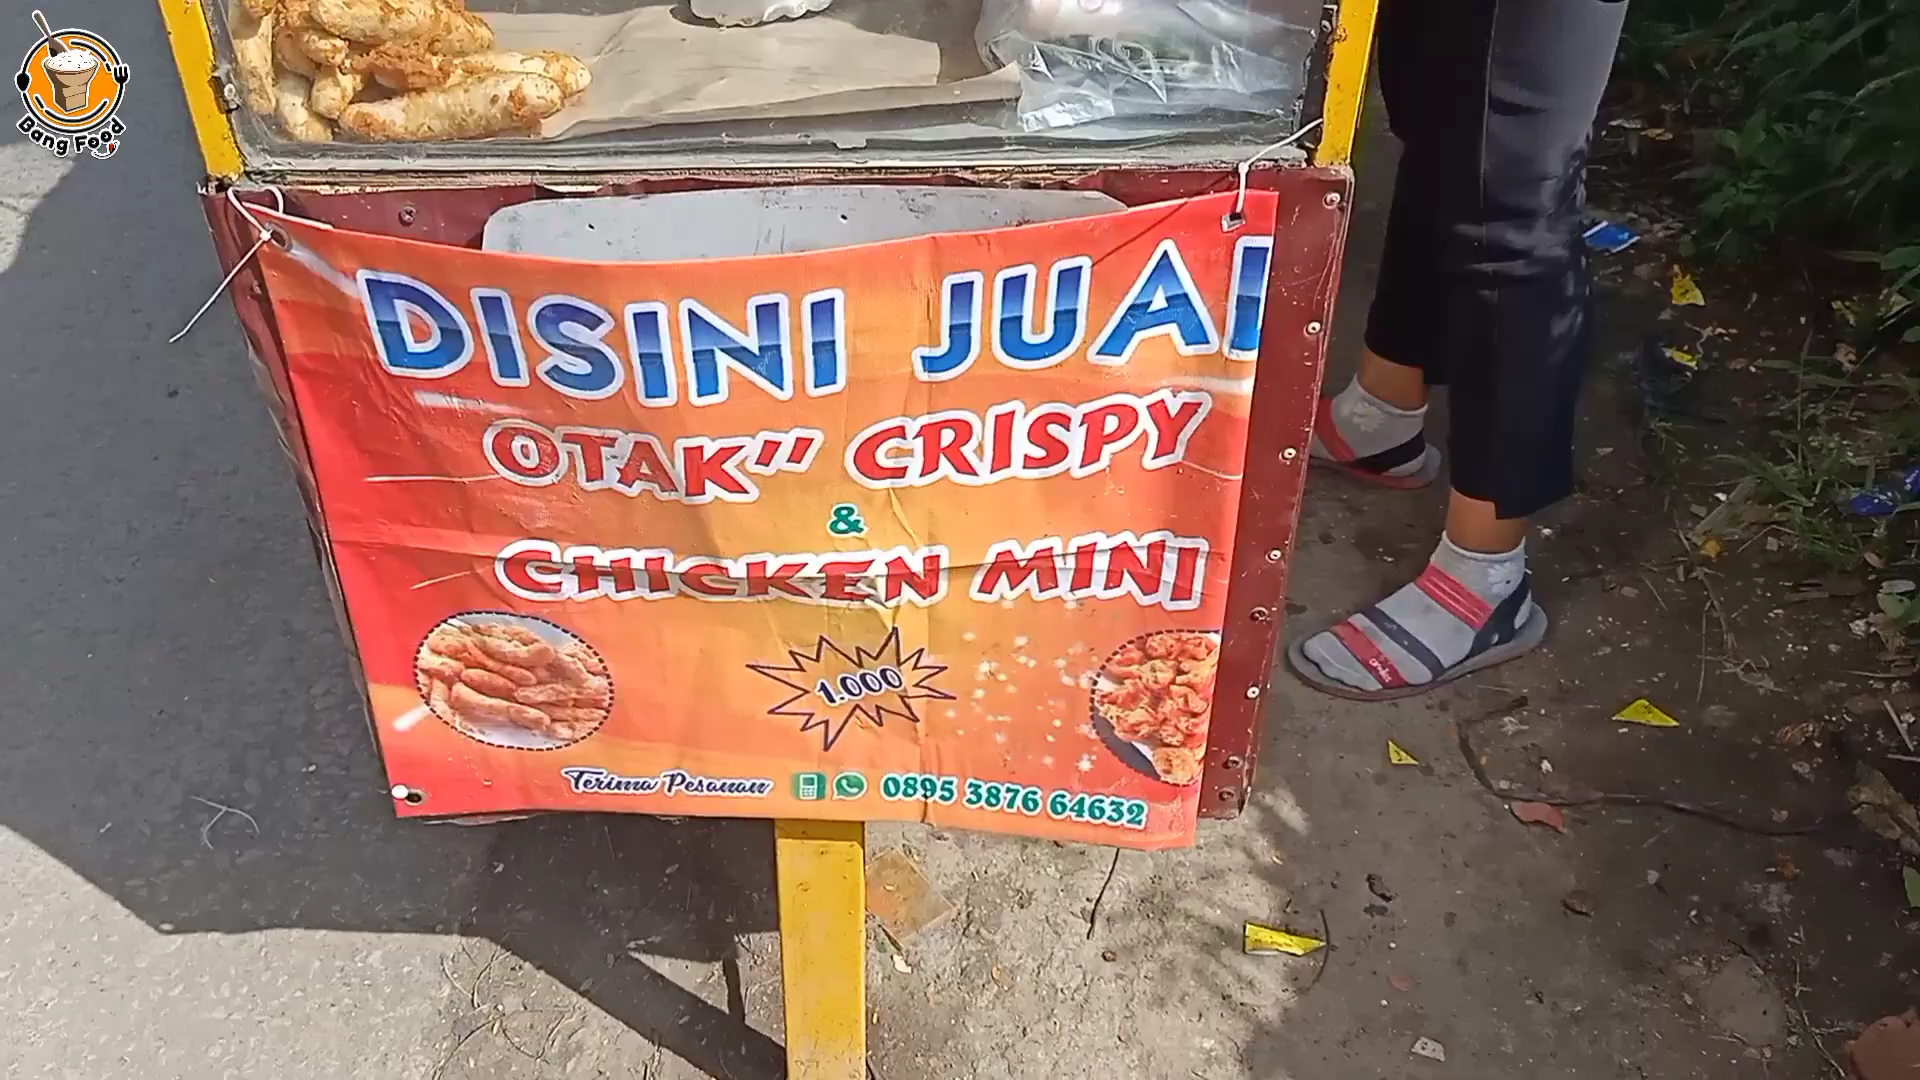 Bang Food
DISINI JUAL
OTAK" CRISPY
&
CHICKEN MINI
1.000
Terima Pesanan 0895 3876 64632